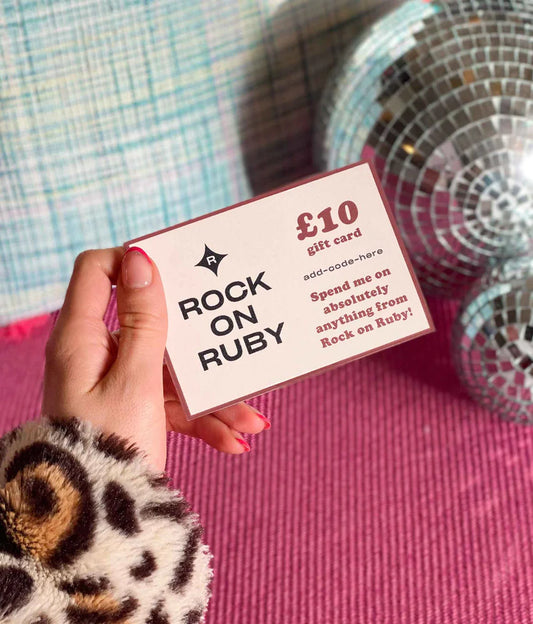 R
ROCK
ON
RUBY
£10
gift card
add-code-here
Spend me on
absolutely
anything from
Rock on Ruby!